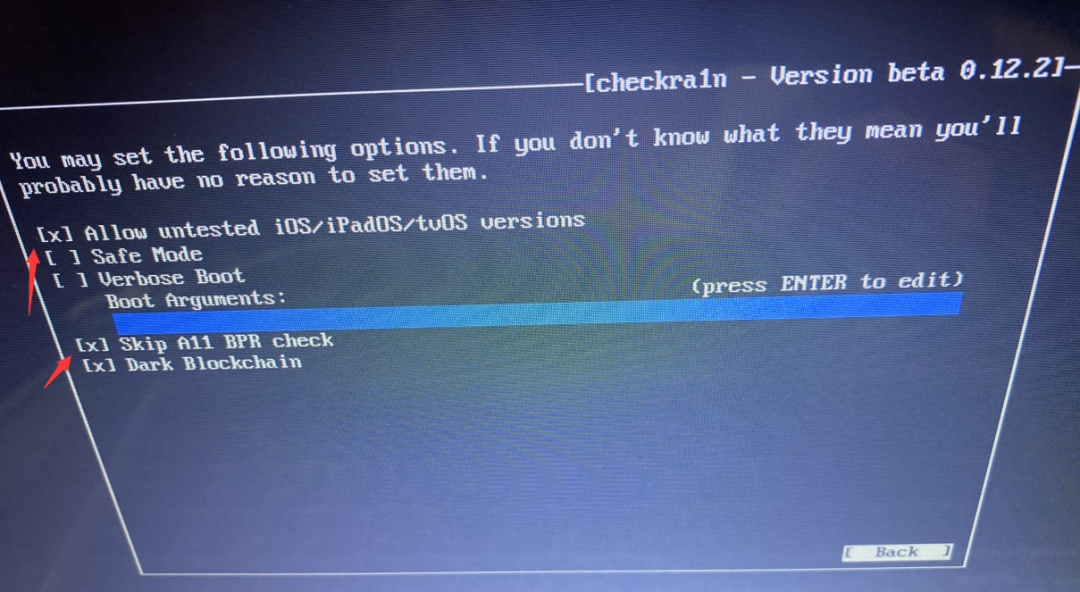 [checkra1n - Version beta 0.12.2]
You may set the following options. If you don't know what they mean you'll
probably have no reason to set them.
[x] Allow untested iOS/iPadOS/tvOS versions
[ ] Safe Mode
[ ] Verbose Boot
Boot Arguments: (press ENTER to edit)
[x] Skip A11 BPR check
[x] Dark Blockchain
[ Back ]